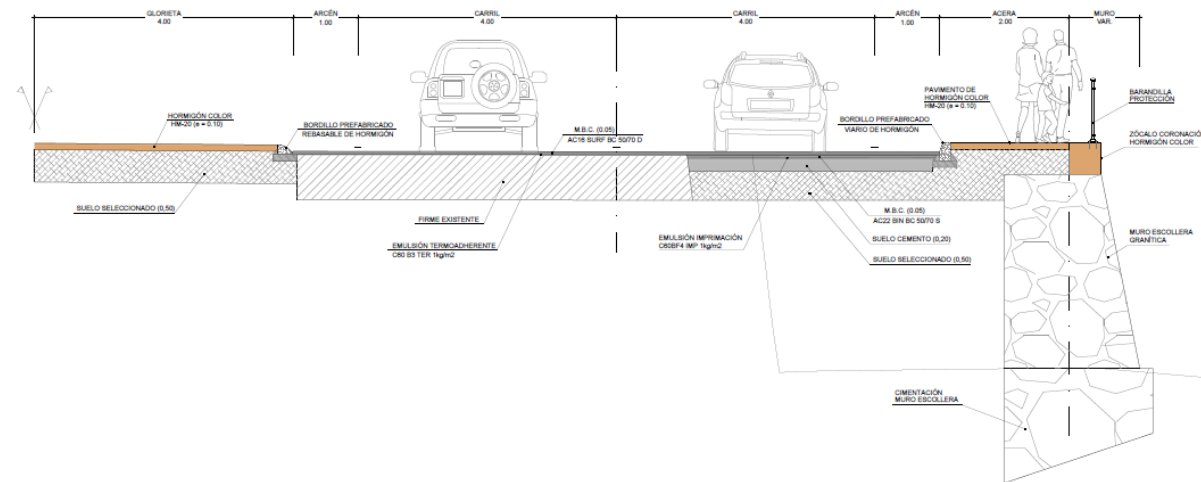 GLORIETA
4.00
ARCÉN
1.00
CARRIL
4.00
CARRIL
4.00
ARCÉN
1.00
ACERA
2.00
MURO
VAR.
HORMIGÓN COLOR
HM-20 (e = 0.10)
BORDILLO PREFABRICADO
REBASABLE DE HORMIGÓN
M.B.C. (0.05)
AC16 SURF BC 50/70 D
BORDILLO PREFABRICADO
VIARIO DE HORMIGÓN
PAVIMENTO DE
HORMIGÓN COLOR
HM-20 (e = 0.10)
BARANDILLA
PROTECCIÓN
ZÓCALO CORONACIÓ
HORMIGÓN COLOR
SUELO SELECCIONADO (0,50)
FIRME EXISTENTE
EMULSIÓN TERMOADHERENTE
C60 B3 TER 1kg/m2
EMULSIÓN IMPRIMACIÓN
C60BF4 IMP 1kg/m2
M.B.C. (0.05)
AC22 BIN BC 50/70 S
SUELO CEMENTO (0,20)
SUELO SELECCIONADO (0,50)
MURO ESCOLLERA
GRANÍTICA
CIMENTACIÓN
MURO ESCOLLERA